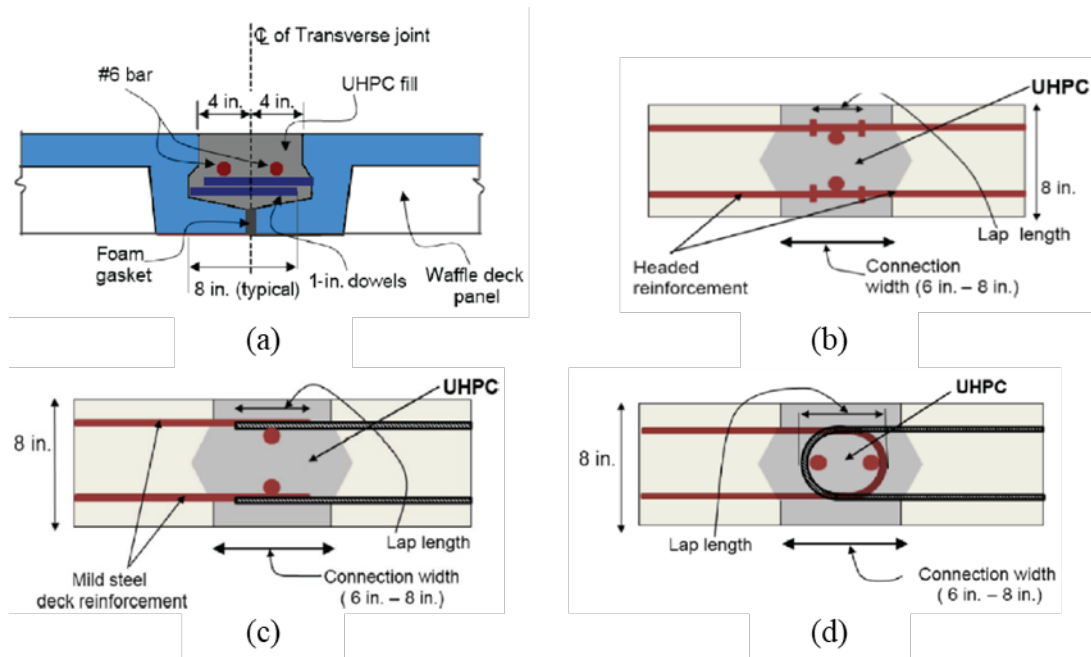 ℄ of Transverse joint
#6 bar
UHPC fill
4 in.
4 in.
Foam
gasket
8 in. (typical)
1-in. dowels
Waffle deck
panel
(a)
UHPC
8 in.
Lap length
Headed
reinforcement
Connection
width (6 in. – 8 in.)
(b)
UHPC
8 in.
Lap length
Mild steel
deck reinforcement
Connection width
( 6 in. – 8 in.)
(c)
UHPC
8 in.
Lap length
Connection width
( 6 in. – 8 in.)
(d)